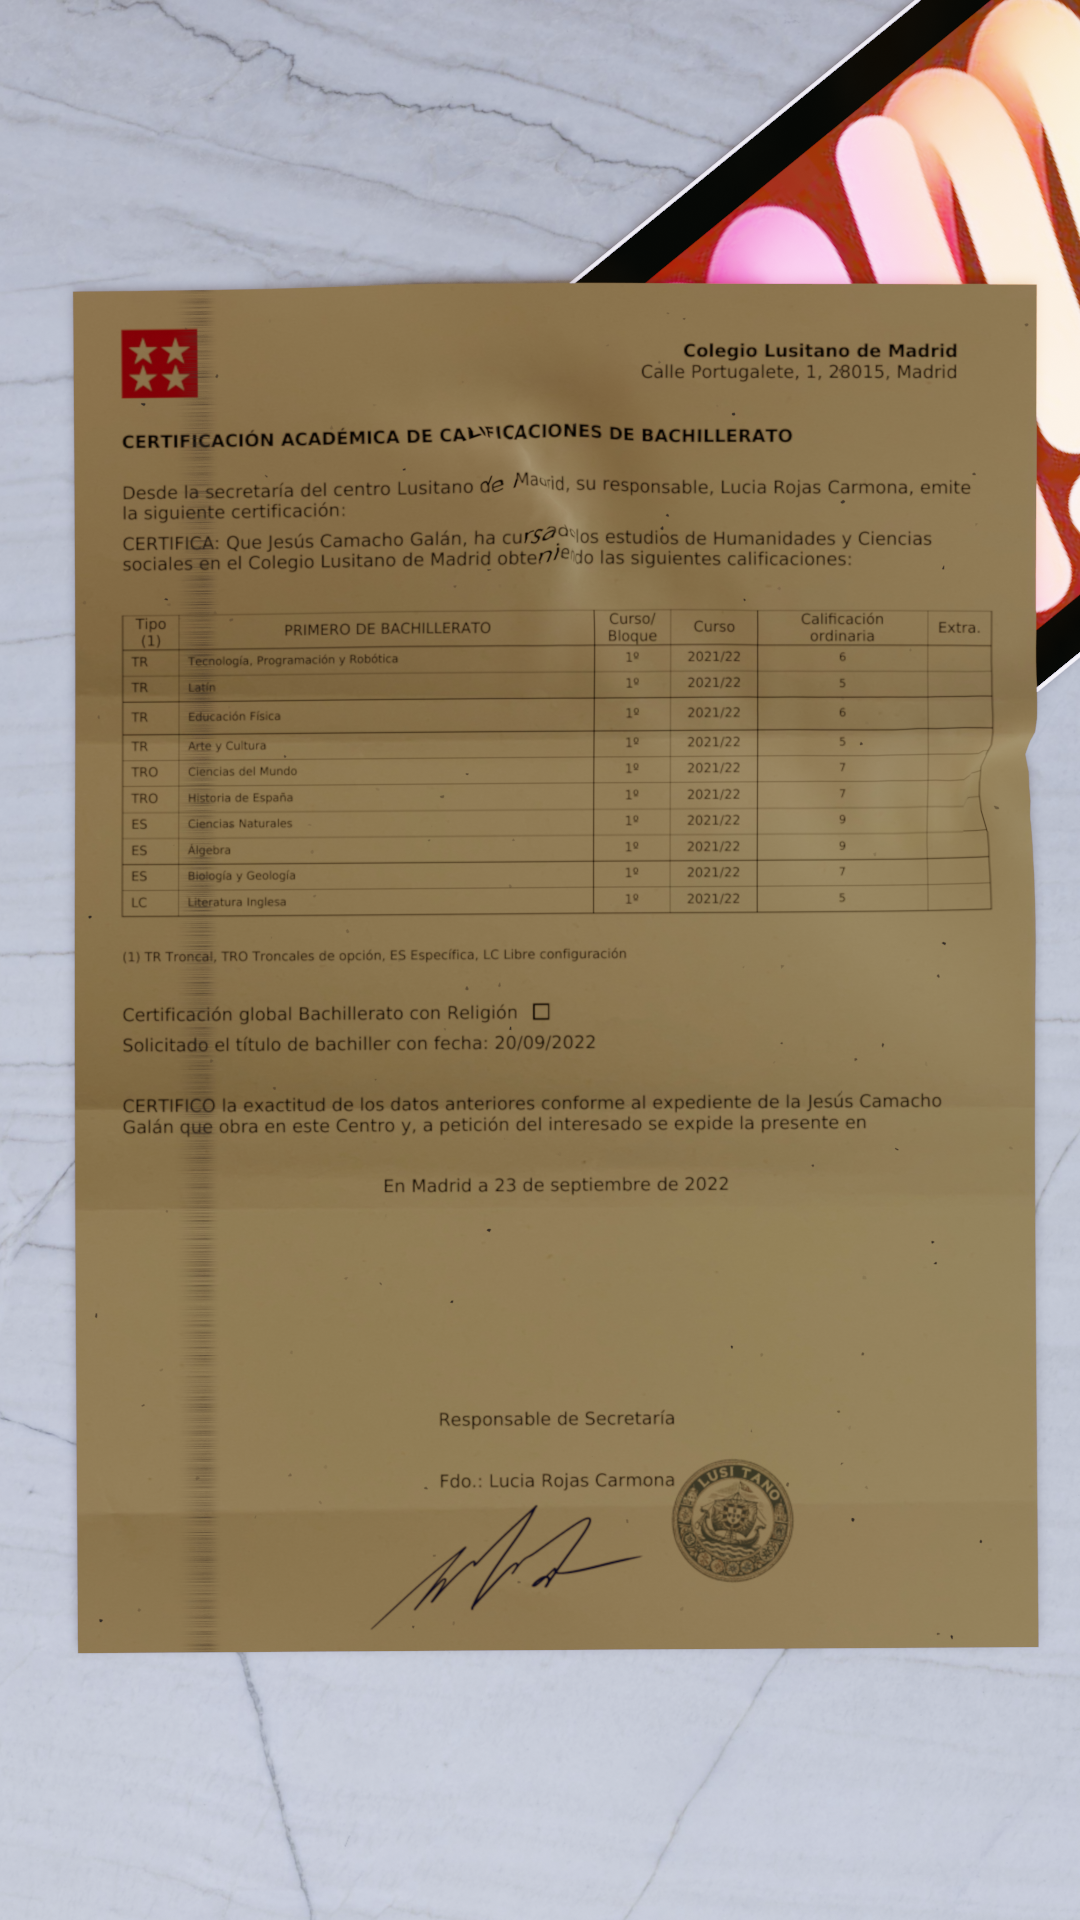 Colegio Lusitano de Madrid
Calle Portugalete, 1, 28015, Madrid
CERTIFICACIÓN ACADÉMICA DE CALIFICACIONES DE BACHILLERATO
Desde la secretaría del centro Lusitano de Madrid, su responsable, Lucia Rojas Carmona, emite
la siguiente certificación:
CERTIFICA: Que Jesús Camacho Galán, ha cursado los estudios de Humanidades y Ciencias
sociales en el Colegio Lusitano de Madrid obteniendo las siguientes calificaciones:
Tipo (1) PRIMERO DE BACHILLERATO Curso/ Bloque Curso Calificación ordinaria Extra.
TR Tecnología, Programación y Robótica 1º 2021/22 6
TR Latín 1º 2021/22 5
TR Educación Física 1º 2021/22 6
TR Arte y Cultura 1º 2021/22 5
TRO Ciencias del Mundo 1º 2021/22 7
TRO Historia de España 1º 2021/22 7
ES Ciencias Naturales 1º 2021/22 9
ES Álgebra 1º 2021/22 9
ES Biología y Geología 1º 2021/22 7
LC Literatura Inglesa 1º 2021/22 5
(1) TR Troncal, TRO Troncales de opción, ES Específica, LC Libre configuración
Certificación global Bachillerato con Religión
Solicitado el título de bachiller con fecha: 20/09/2022
CERTIFICO la exactitud de los datos anteriores conforme al expediente de la Jesús Camacho
Galán que obra en este Centro y, a petición del interesado se expide la presente en
En Madrid a 23 de septiembre de 2022
Responsable de Secretaría
Fdo.: Lucia Rojas Carmona
LUSITANO